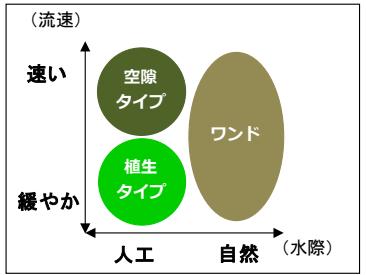 （流速）
速い
空隙
タイプ
ワンド
植生
タイプ
緩やか
人工
自然
（水際）